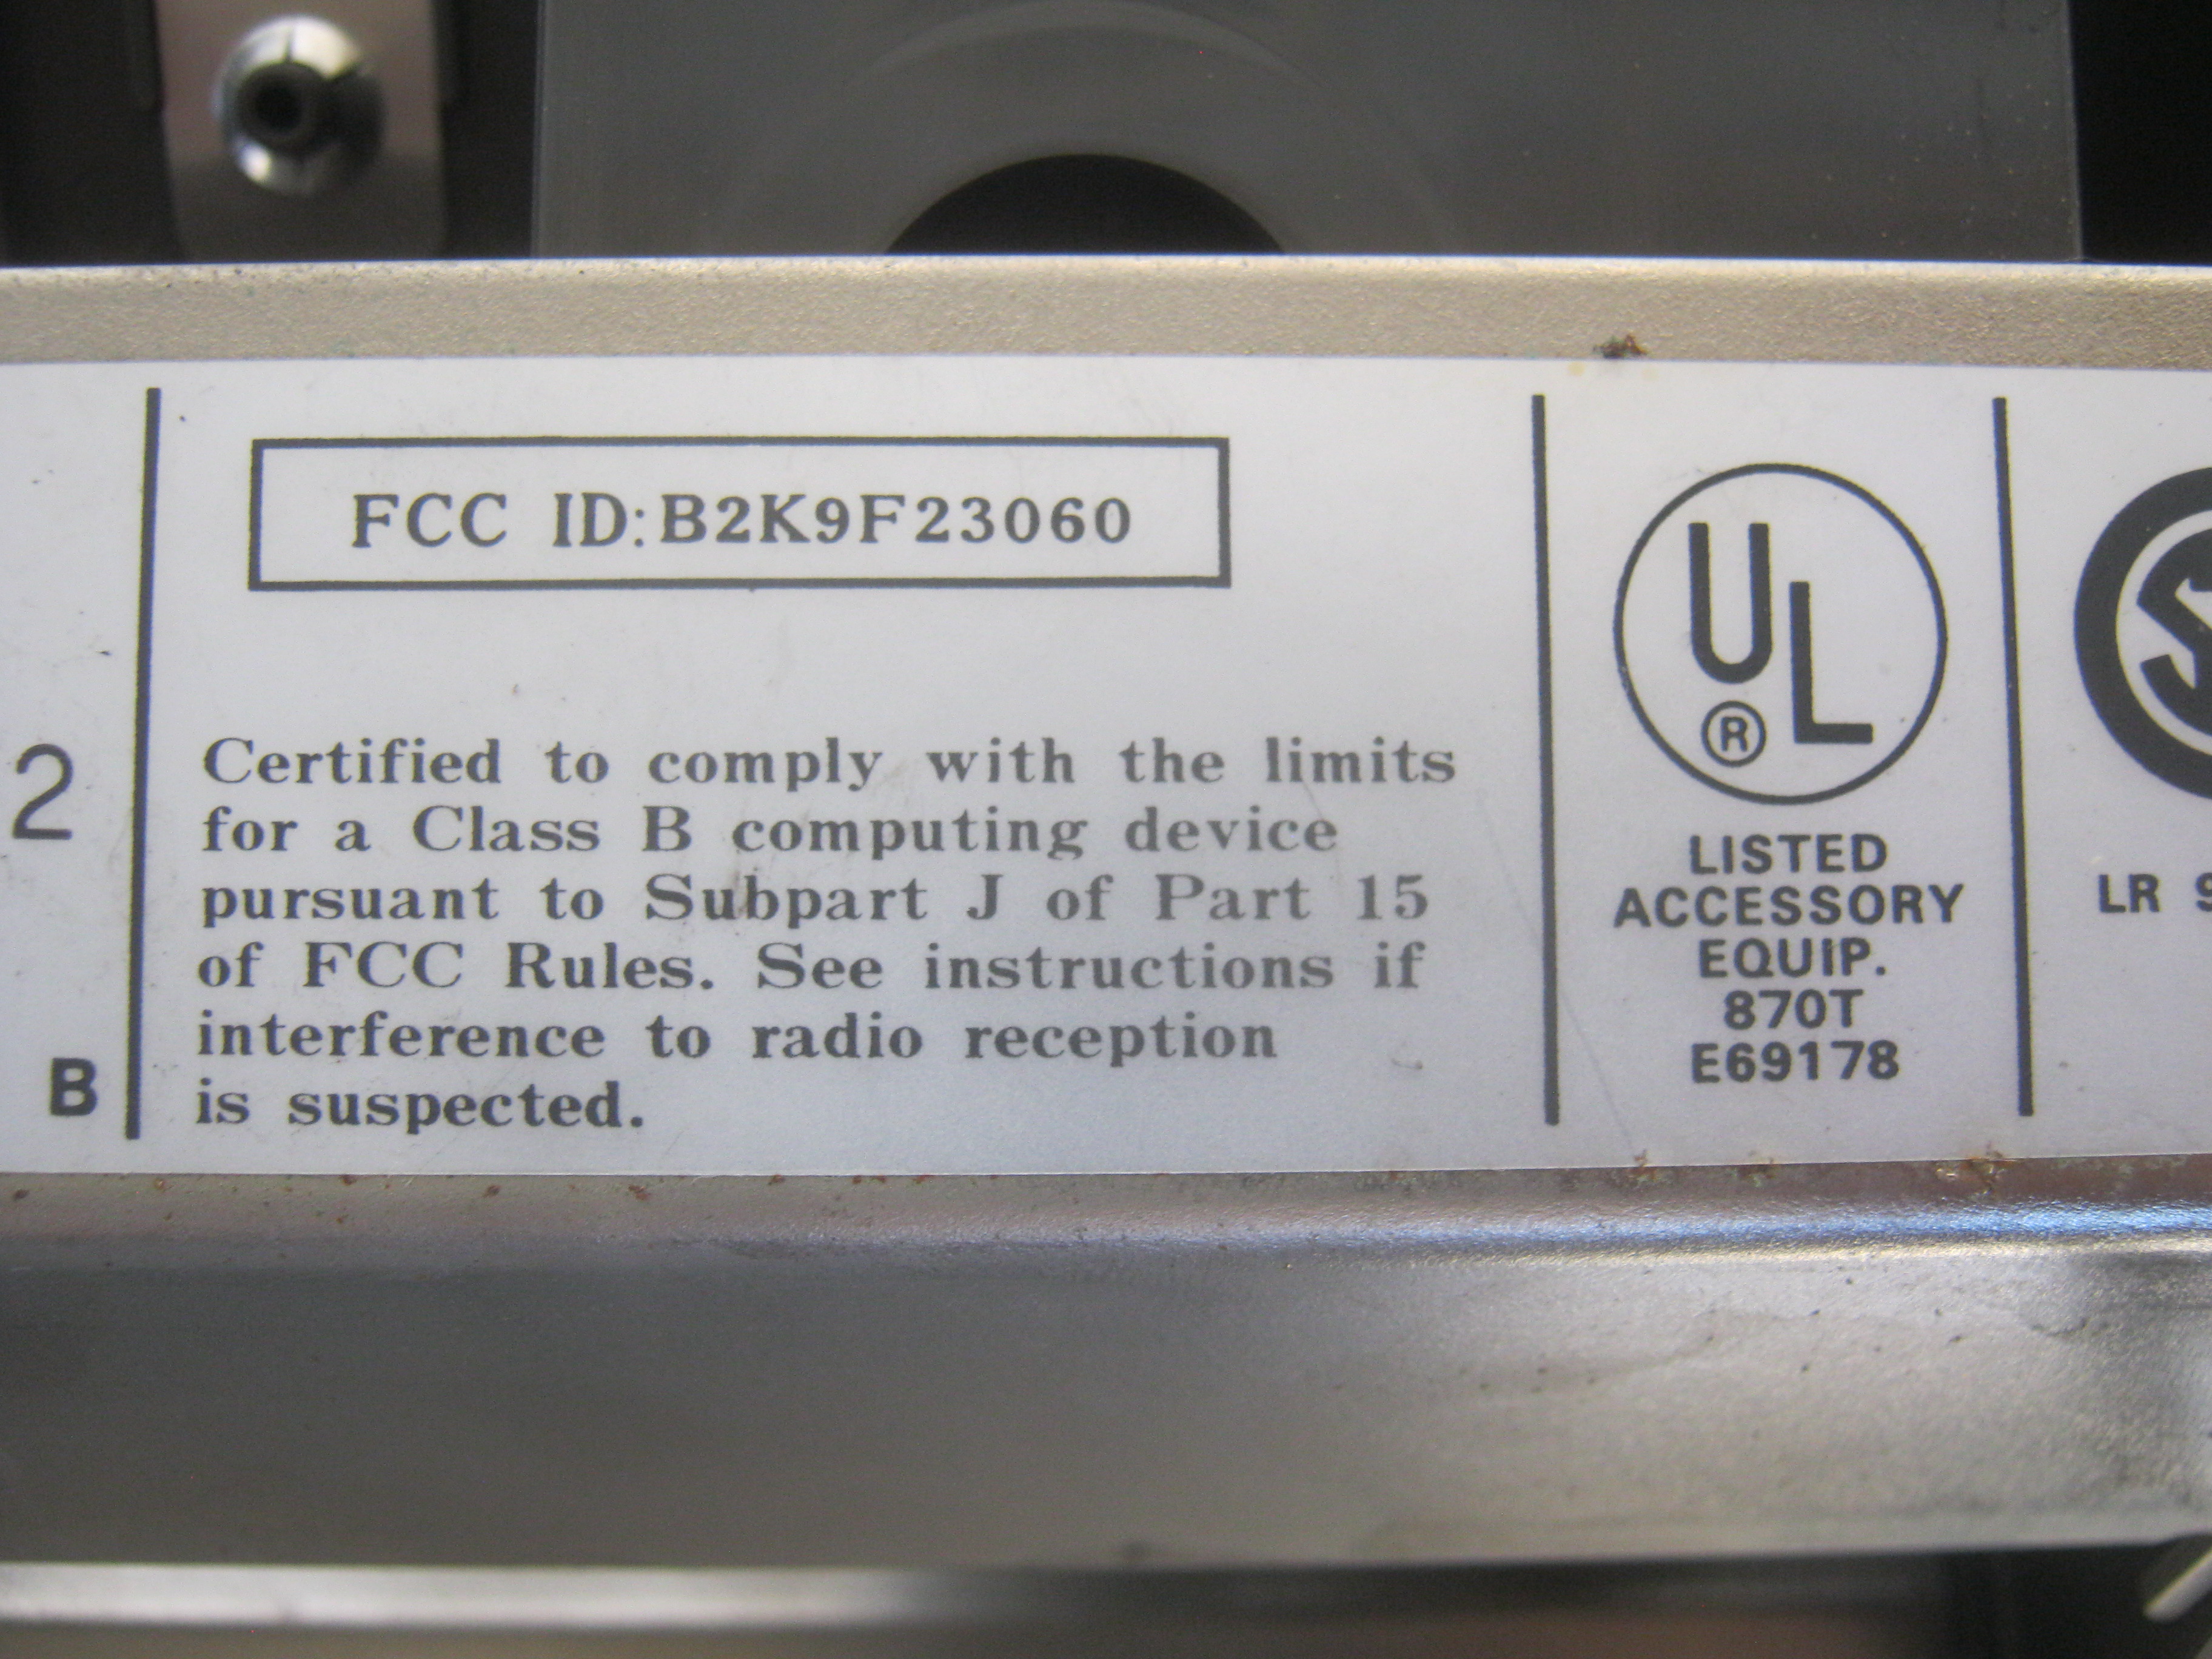 2
B
FCC ID:B2K9F23060
Certified to comply with the limits
for a Class B computing device
pursuant to Subpart J of Part 15
of FCC Rules. See instructions if
interference to radio reception
is suspected.
UL
®
LISTED
ACCESSORY
EQUIP.
870T
E69178
LR